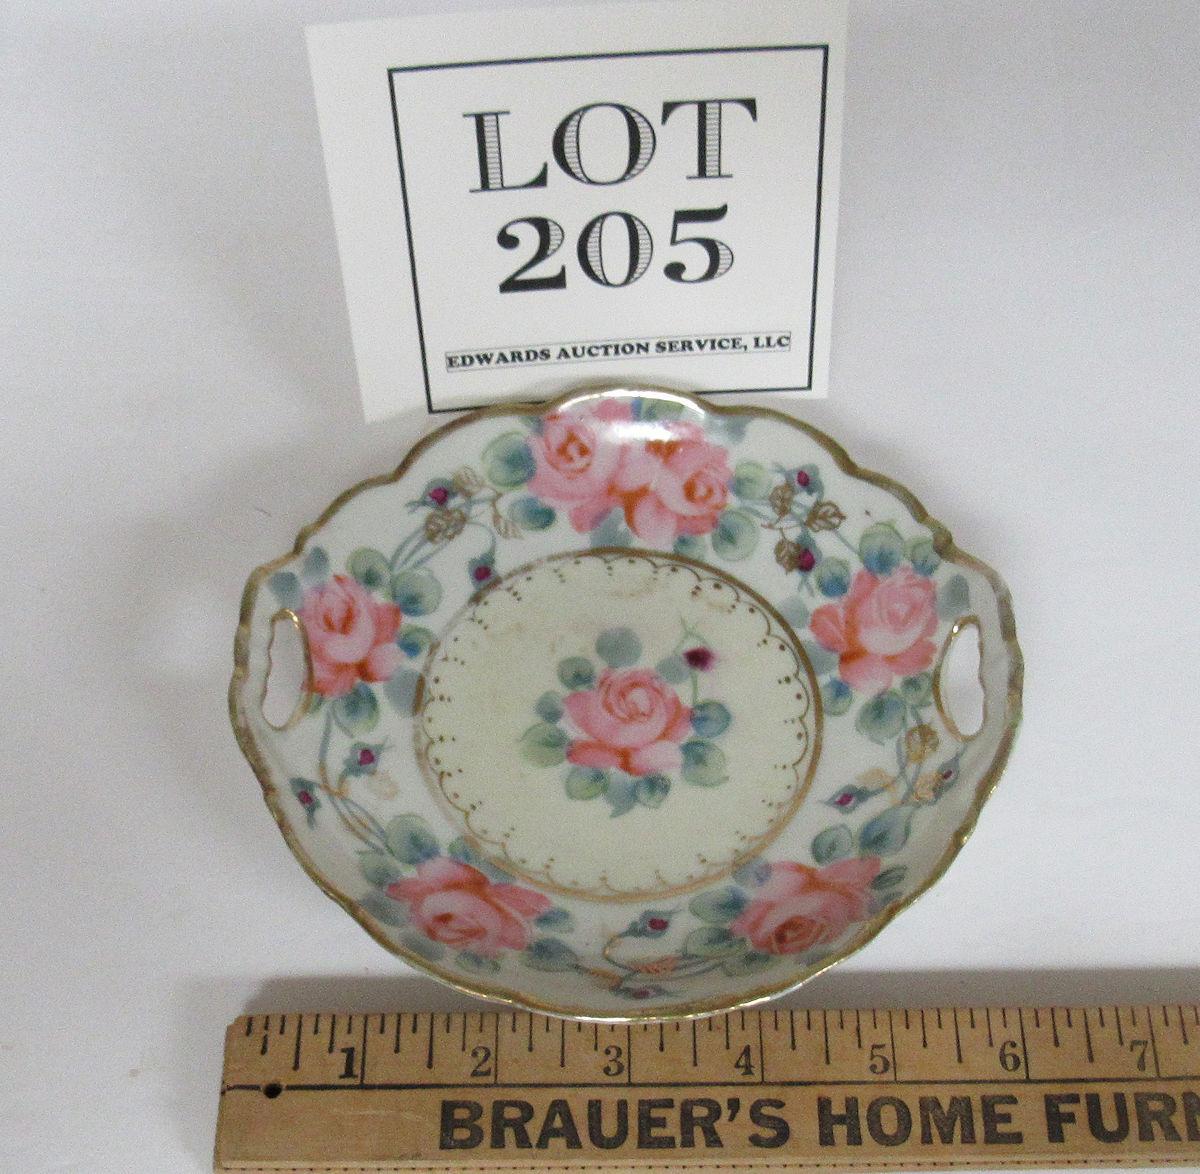 LOT
205
EDWARDS AUCTION SERVICE, LLC
1 2 3 4 5 6 7
BRAUER'S HOME FURN